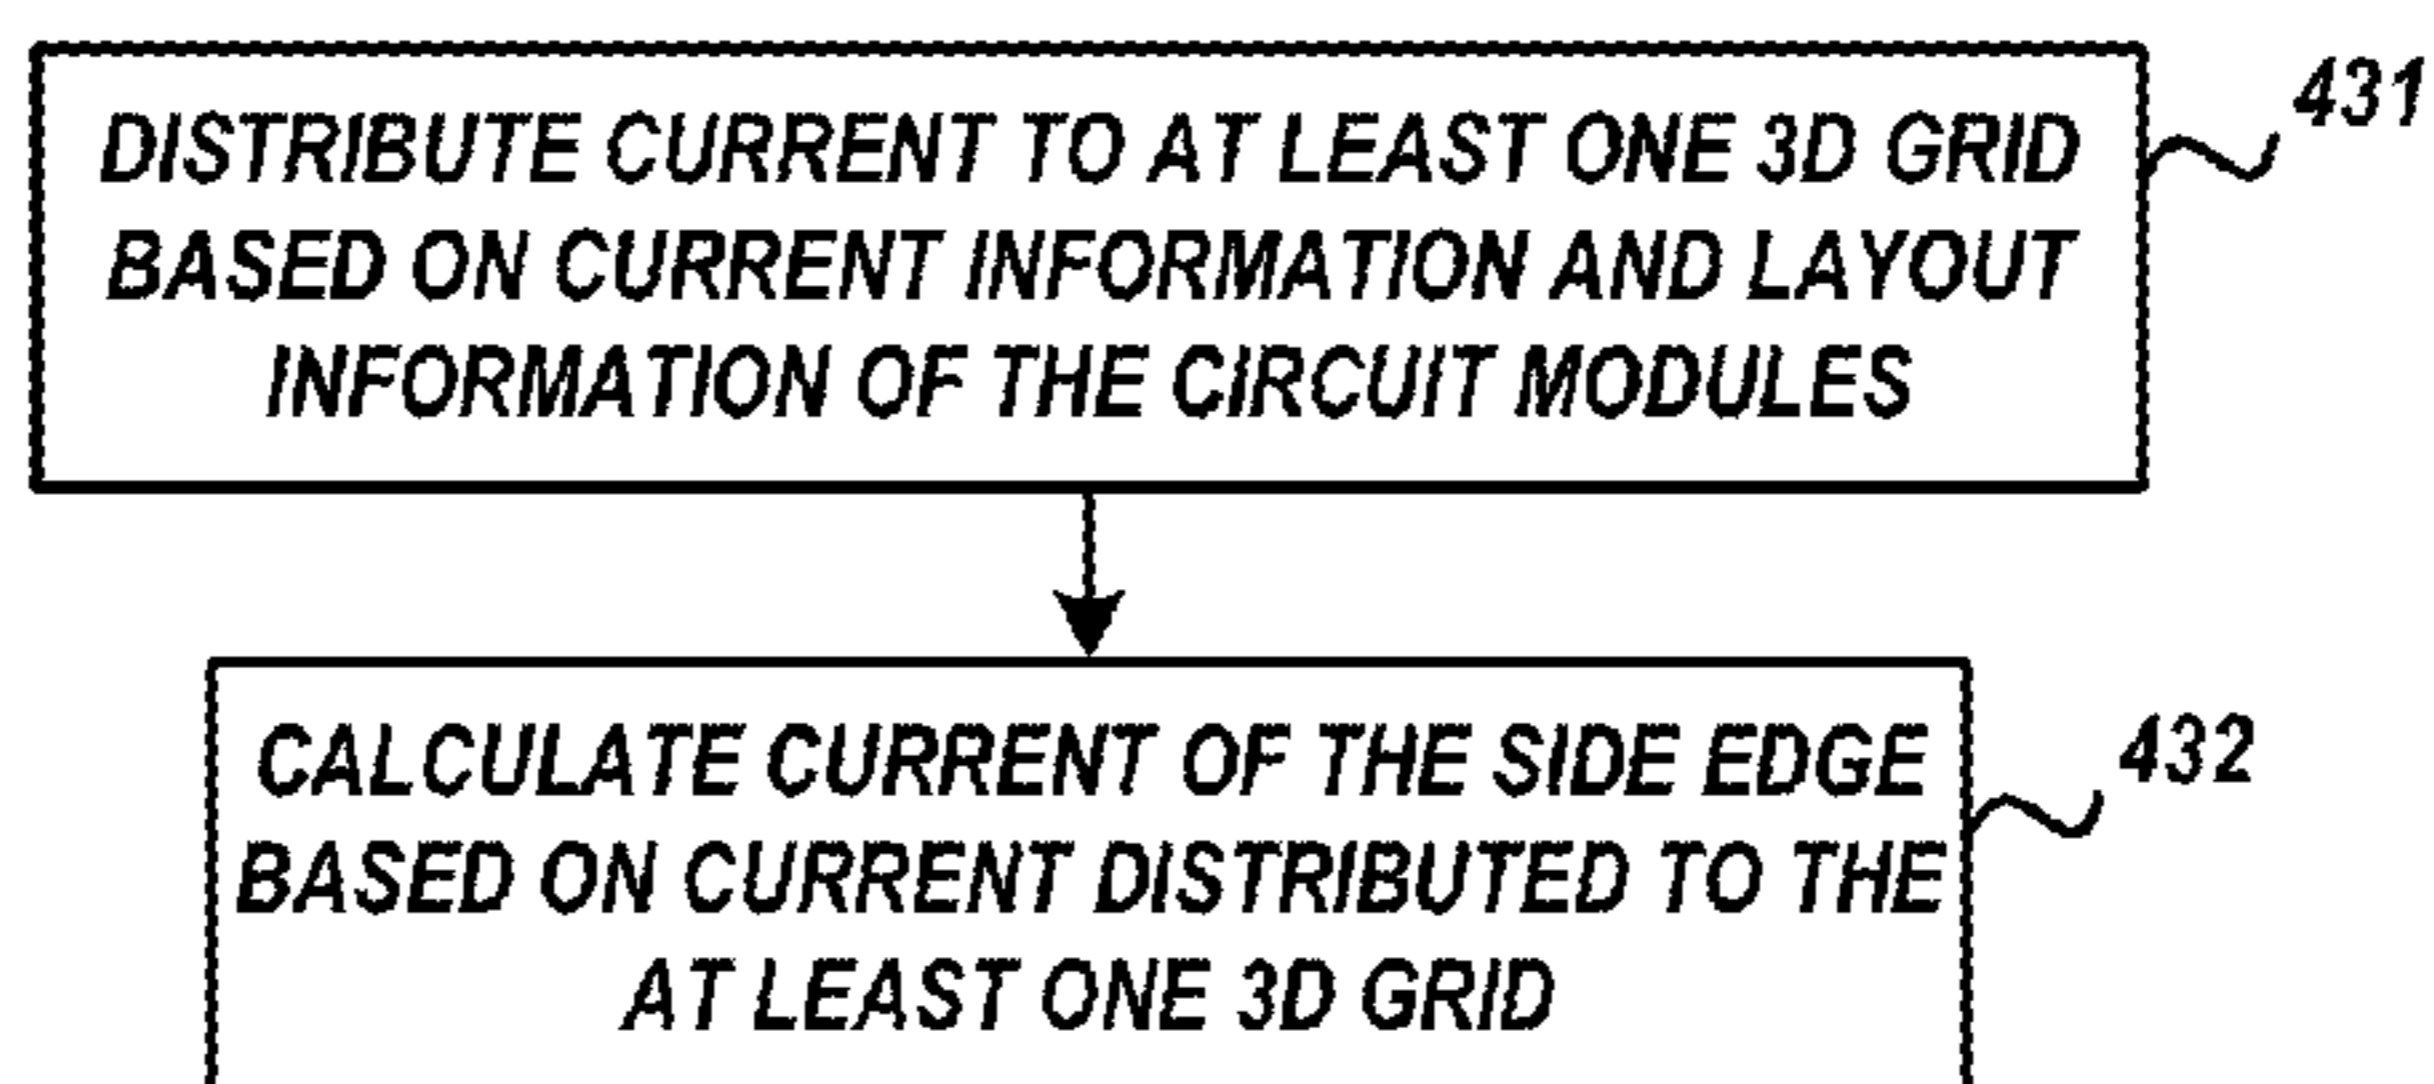 431
DISTRIBUTE CURRENT TO AT LEAST ONE 3D GRID
BASED ON CURRENT INFORMATION AND LAYOUT
INFORMATION OF THE CIRCUIT MODULES
432
CALCULATE CURRENT OF THE SIDE EDGE
BASED ON CURRENT DISTRIBUTED TO THE
AT LEAST ONE 3D GRID